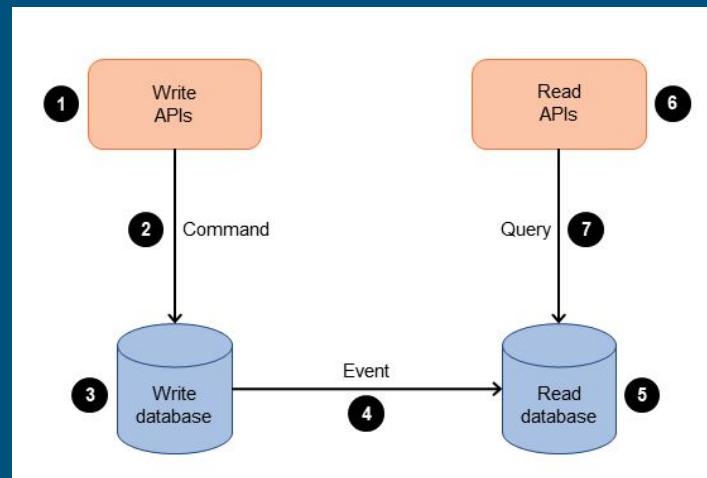 1
Write
APIs
Read
APIs
6
2
Command
Query
7
3
Write
database
Event
4
Read
database
5